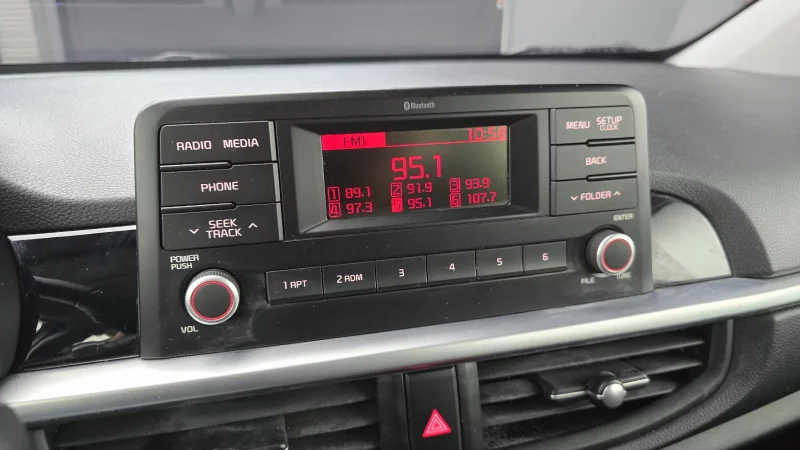 Bluetooth
RADIO MEDIA
PHONE
SEEK
TRACK
POWER
PUSH
VOL
FM1 10:58
95.1
1 89.1 2 91.9 3 93.9
4 97.3 5 95.1 6 107.7
MENU SETUP
CLOCK
BACK
FOLDER
ENTER
FILE TUNE
1 RPT 2 RDM 3 4 5 6